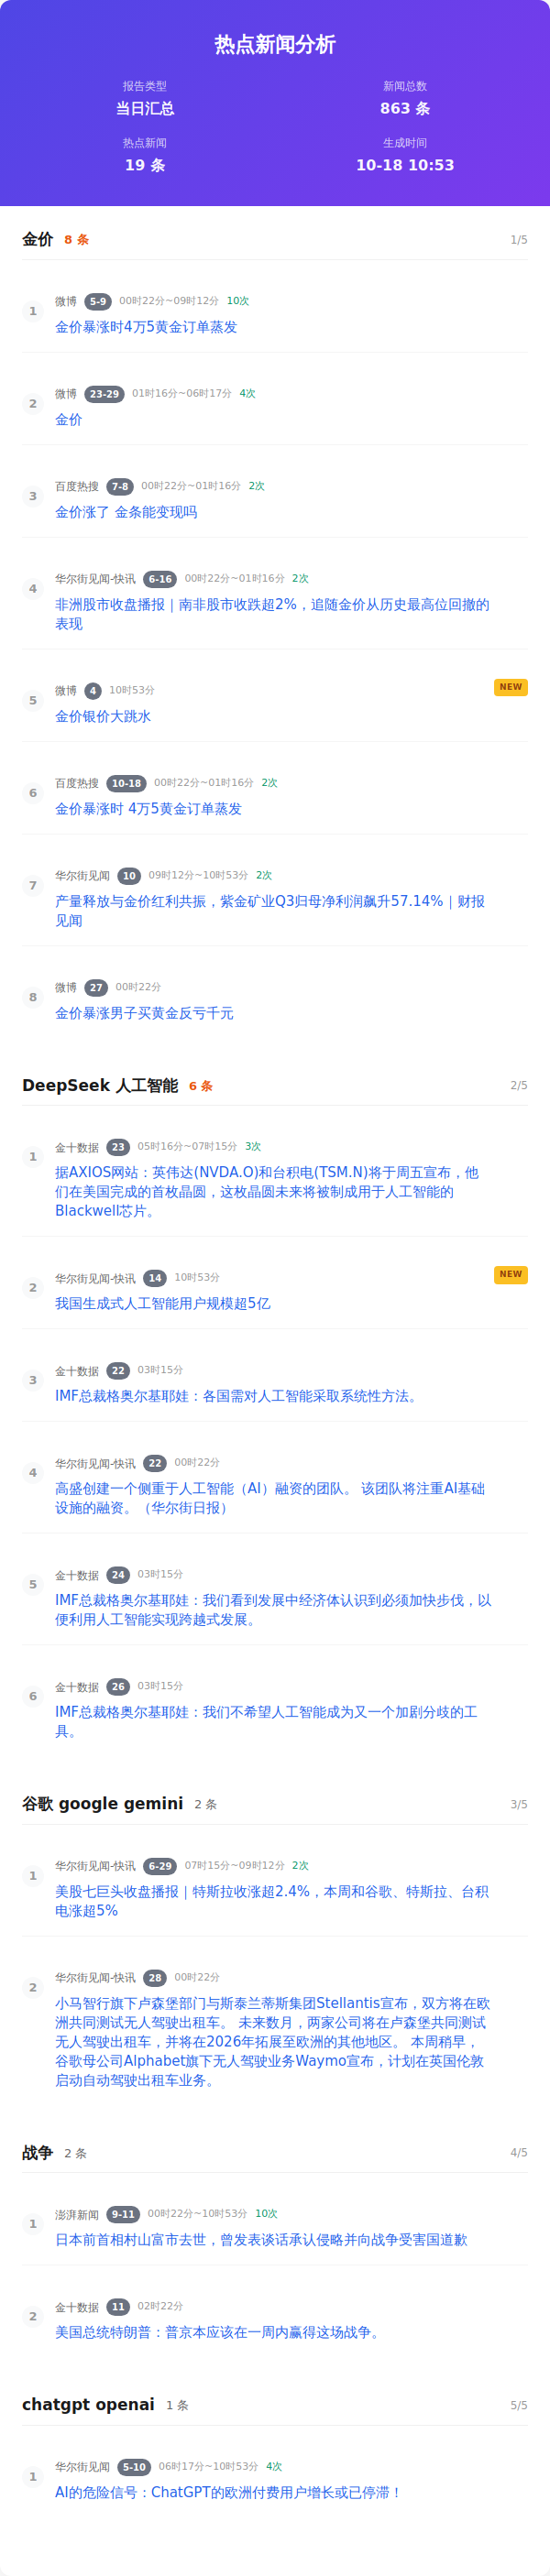 热点新闻分析
报告类型
当日汇总
新闻总数
863 条
热点新闻
19 条
生成时间
10-18 10:53
金价 8 条 1/5
1
微博 5-9 00时22分~09时12分 10次
金价暴涨时4万5黄金订单蒸发
2
微博 23-29 01时16分~06时17分 4次
金价
3
百度热搜 7-8 00时22分~01时16分 2次
金价涨了 金条能变现吗
4
华尔街见闻-快讯 6-16 00时22分~01时16分 2次
非洲股市收盘播报｜南非股市收跌超2%，追随金价从历史最高位回撤的
表现
5
微博 4 10时53分 NEW
金价银价大跳水
6
百度热搜 10-18 00时22分~01时16分 2次
金价暴涨时 4万5黄金订单蒸发
7
华尔街见闻 10 09时12分~10时53分 2次
产量释放与金价红利共振，紫金矿业Q3归母净利润飙升57.14%｜财报
见闻
8
微博 27 00时22分
金价暴涨男子买黄金反亏千元
DeepSeek 人工智能 6 条 2/5
1
金十数据 23 05时16分~07时15分 3次
据AXIOS网站：英伟达(NVDA.O)和台积电(TSM.N)将于周五宣布，他
们在美国完成的首枚晶圆，这枚晶圆未来将被制成用于人工智能的
Blackwell芯片。
2
华尔街见闻-快讯 14 10时53分 NEW
我国生成式人工智能用户规模超5亿
3
金十数据 22 03时15分
IMF总裁格奥尔基耶娃：各国需对人工智能采取系统性方法。
4
华尔街见闻-快讯 22 00时22分
高盛创建一个侧重于人工智能（AI）融资的团队。 该团队将注重AI基础
设施的融资。（华尔街日报）
5
金十数据 24 03时15分
IMF总裁格奥尔基耶娃：我们看到发展中经济体认识到必须加快步伐，以
便利用人工智能实现跨越式发展。
6
金十数据 26 03时15分
IMF总裁格奥尔基耶娃：我们不希望人工智能成为又一个加剧分歧的工
具。
谷歌 google gemini 2 条 3/5
1
华尔街见闻-快讯 6-29 07时15分~09时12分 2次
美股七巨头收盘播报｜特斯拉收涨超2.4%，本周和谷歌、特斯拉、台积
电涨超5%
2
华尔街见闻-快讯 28 00时22分
小马智行旗下卢森堡部门与斯泰兰蒂斯集团Stellantis宣布，双方将在欧
洲共同测试无人驾驶出租车。 未来数月，两家公司将在卢森堡共同测试
无人驾驶出租车，并将在2026年拓展至欧洲的其他地区。 本周稍早，
谷歌母公司Alphabet旗下无人驾驶业务Waymo宣布，计划在英国伦敦
启动自动驾驶出租车业务。
战争 2 条 4/5
1
澎湃新闻 9-11 00时22分~10时53分 10次
日本前首相村山富市去世，曾发表谈话承认侵略并向战争受害国道歉
2
金十数据 11 02时22分
美国总统特朗普：普京本应该在一周内赢得这场战争。
chatgpt openai 1 条 5/5
1
华尔街见闻 5-10 06时17分~10时53分 4次
AI的危险信号：ChatGPT的欧洲付费用户增长或已停滞！